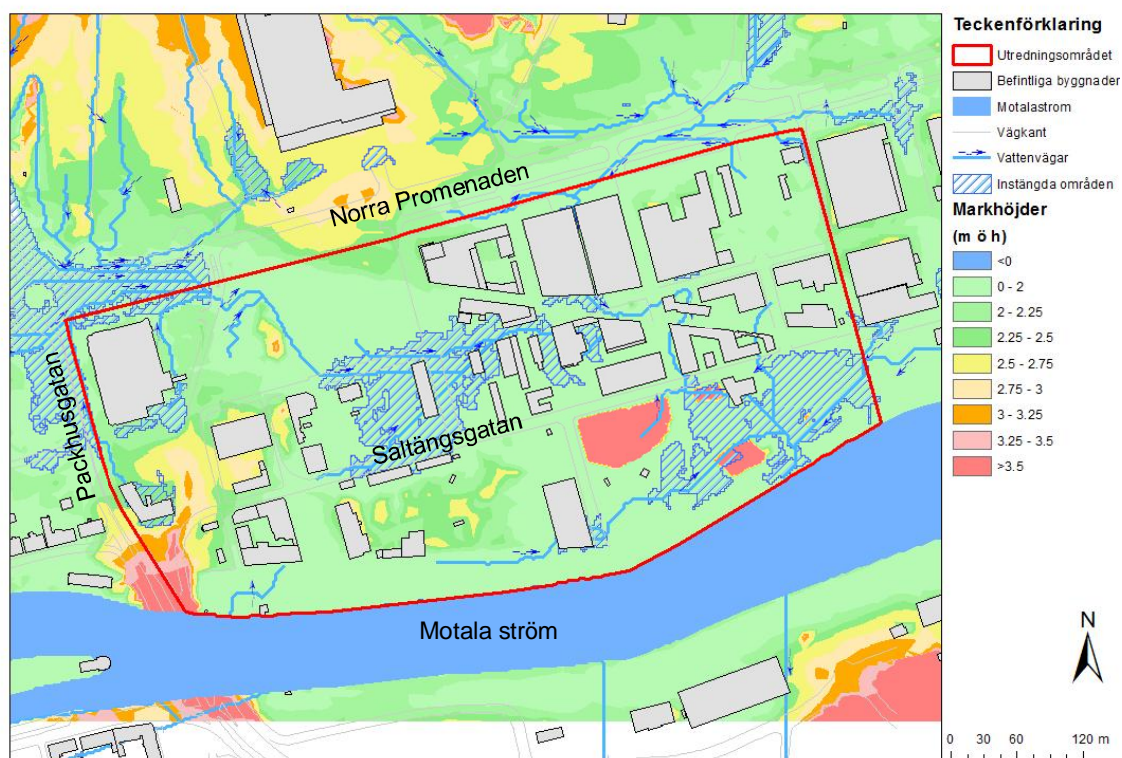 Norra Promenaden
Packhusgatan
Saltängsgatan
Motala ström
Teckenförklaring
Utredningsområdet
Befintliga byggnader
Motalastrom
Vägkant
Vattenvägar
Instängda områden
Markhöjder
(m ö h)
<0
0 - 2
2 - 2.25
2.25 - 2.5
2.5 - 2.75
2.75 - 3
3 - 3.25
3.25 - 3.5
>3.5
N
0 30 60 120 m